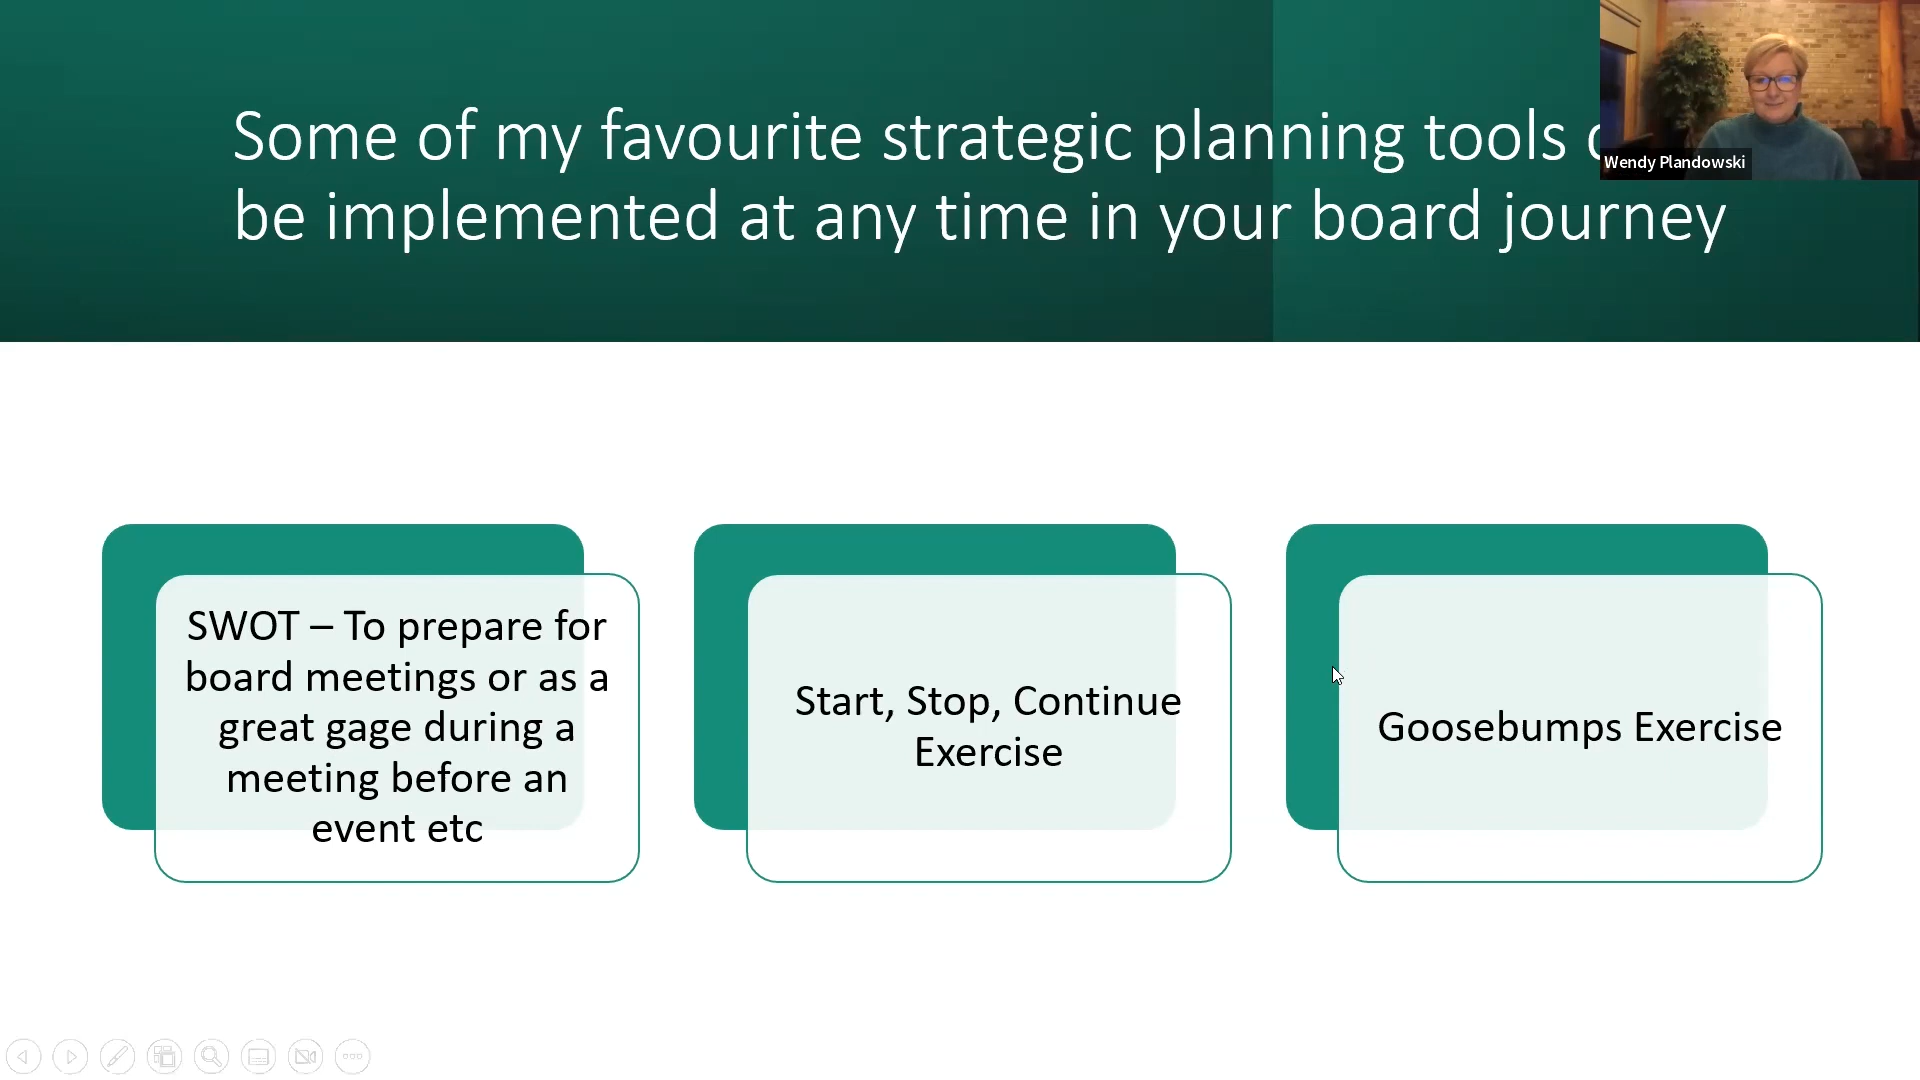 Some of my favourite strategic planning tools
be implemented at any time in your board journey
Wendy Plandowski
SWOT – To prepare for
board meetings or as a
great gage during a
meeting before an
event etc
Start, Stop, Continue
Exercise
Goosebumps Exercise